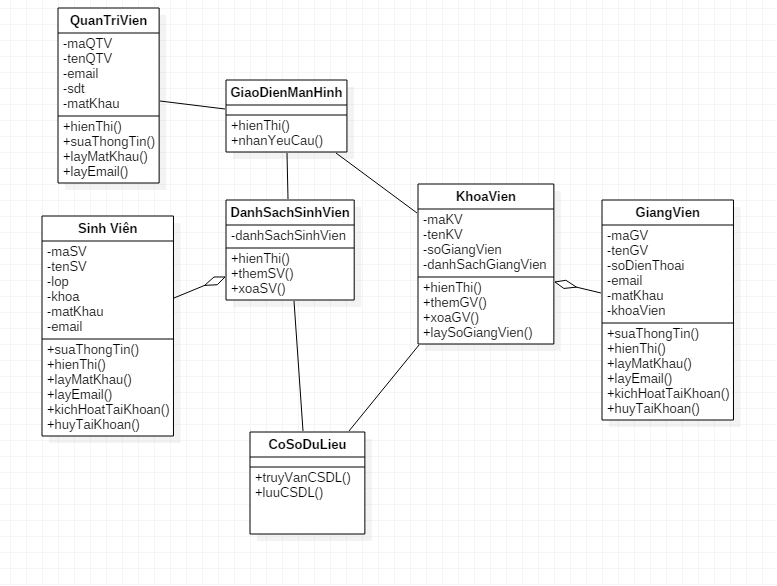 QuanTriVien
-maQTV
-tenQTV
-email
-sdt
-matKhau
+hienThi()
+suaThongTin()
+layMatKhau()
+layEmail()
GiaoDienManHinh
+hienThi()
+nhanYeuCau()
Sinh Viên
-maSV
-tenSV
-lop
-khoa
-matKhau
-email
+suaThongTin()
+hienThi()
+layMatKhau()
+layEmail()
+kichHoatTaiKhoan()
+huyTaiKhoan()
DanhSachSinhVien
-danhSachSinhVien
+hienThi()
+themSV()
+xoaSV()
KhoaVien
-maKV
-tenKV
-soGiangVien
-danhSachGiangVien
+hienThi()
+themGV()
+xoaGV()
+laySoGiangVien()
GiangVien
-maGV
-tenGV
-soDienThoai
-email
-matKhau
-khoaVien
+suaThongTin()
+hienThi()
+layMatKhau()
+layEmail()
+kichHoatTaiKhoan()
+huyTaiKhoan()
CoSoDuLieu
+truyVanCSDL()
+luuCSDL()